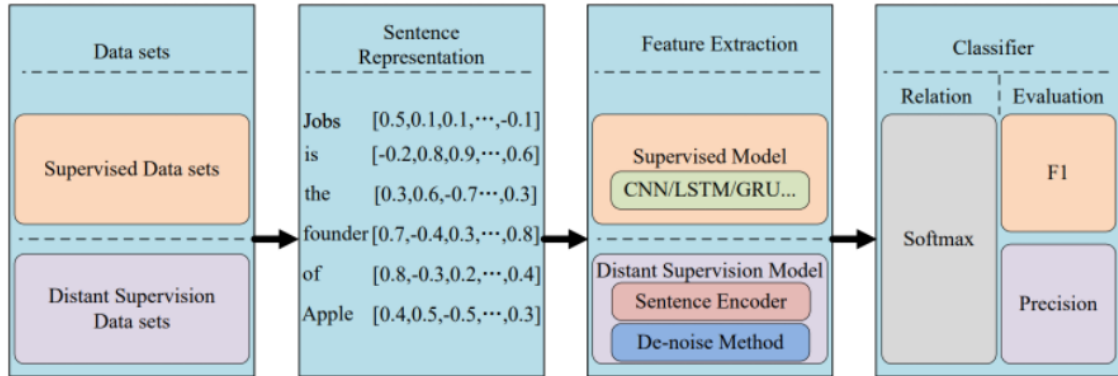 Data sets
Supervised Data sets
Distant Supervision
Data sets
Sentence
Representation
Jobs [0.5,0.1,0.1,⋯,-0.1]
is [-0.2,0.8,0.9,⋯,0.6]
the [0.3,0.6,-0.7⋯,0.3]
founder [0.7,-0.4,0.3,⋯,0.8]
of [0.8,-0.3,0.2,⋯,0.4]
Apple [0.4,0.5,-0.5,⋯,0.3]
Feature Extraction
Supervised Model
CNN/LSTM/GRU...
Distant Supervision Model
Sentence Encoder
De-noise Method
Classifier
Relation Evaluation
Softmax
F1
Precision